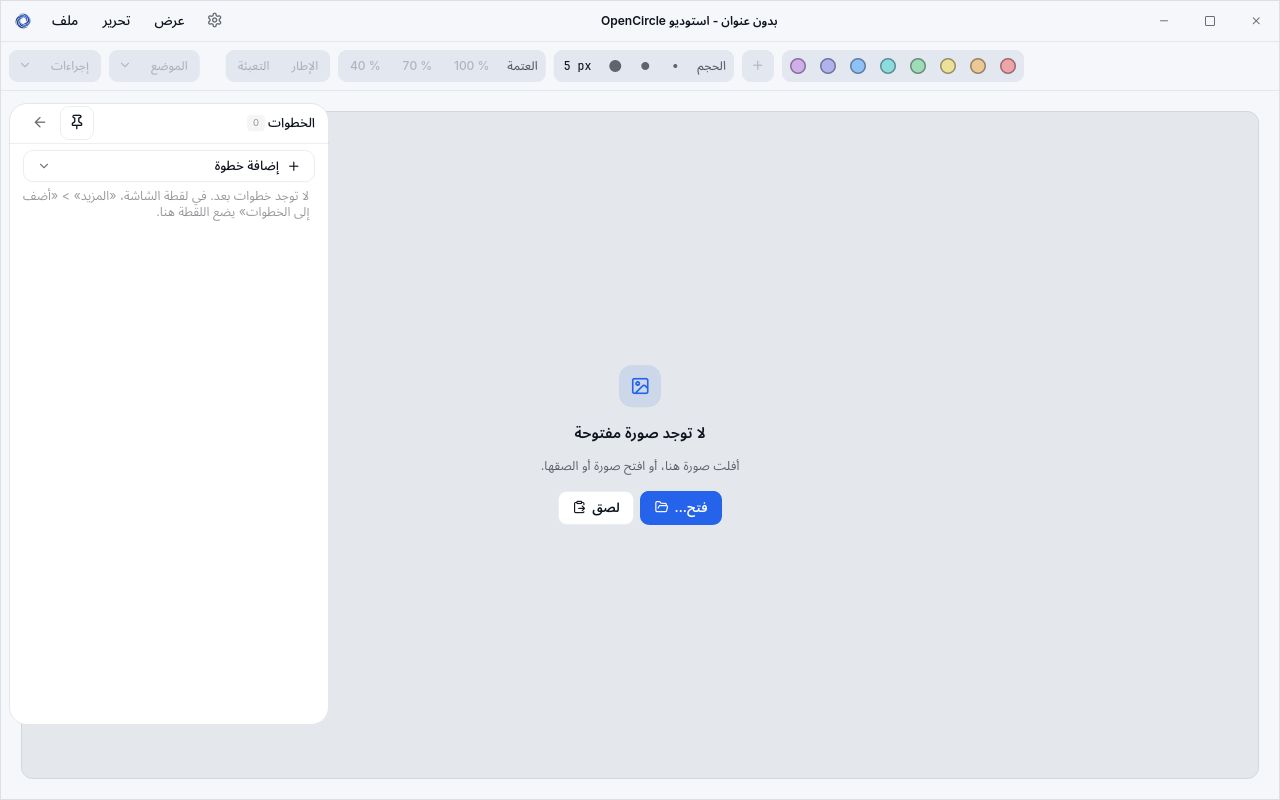 ملف
تحرير
عرض
بدون عنوان - استوديو OpenCircle
الحجم
5 px
العتمة
100 %
70 %
40 %
الإطار
التعبئة
الموضع
إجراءات
الخطوات 0
إضافة خطوة
لا توجد خطوات بعد. في لقطة الشاشة، «المزيد» > «أضف
إلى الخطوات» يضع اللقطة هنا.
لا توجد صورة مفتوحة
أفلت صورة هنا، أو افتح صورة أو الصقها.
فتح...
لصق